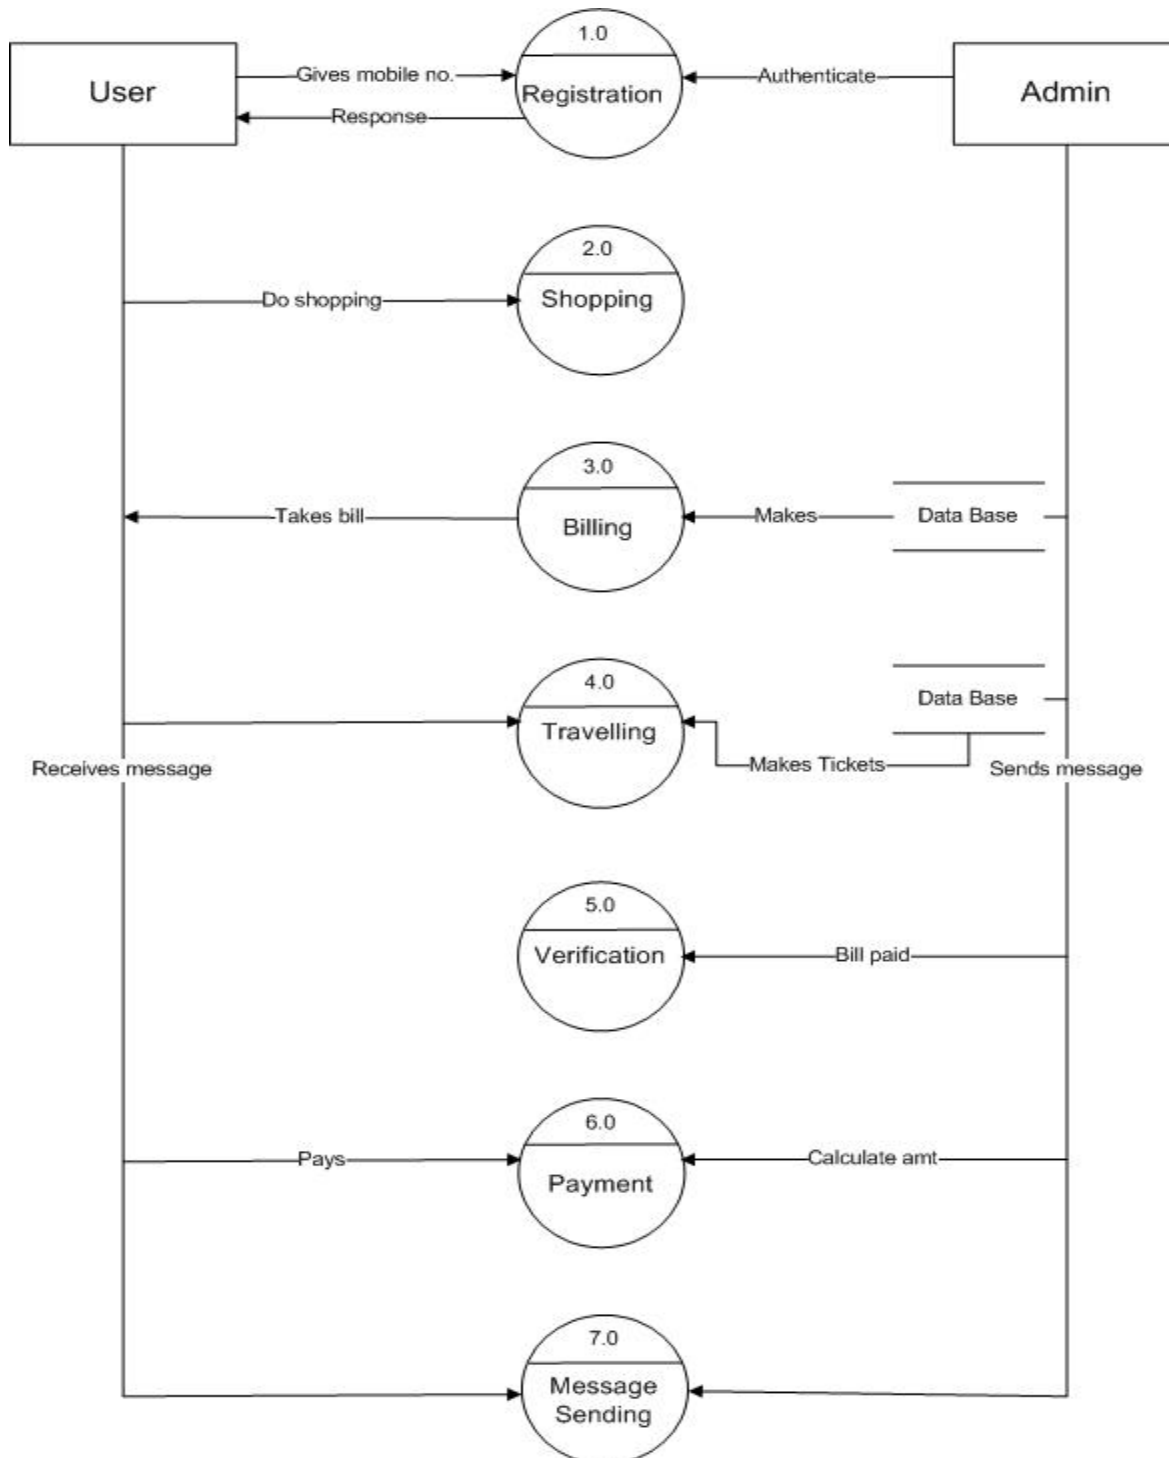 1.0
User
Gives mobile no.
Registration
Authenticate
Admin
Response
2.0
Do shopping
Shopping
3.0
Takes bill
Billing
Makes
Data Base
4.0
Travelling
Data Base
Receives message
Makes Tickets
Sends message
5.0
Verification
Bill paid
6.0
Pays
Payment
Calculate amt
7.0
Message
Sending